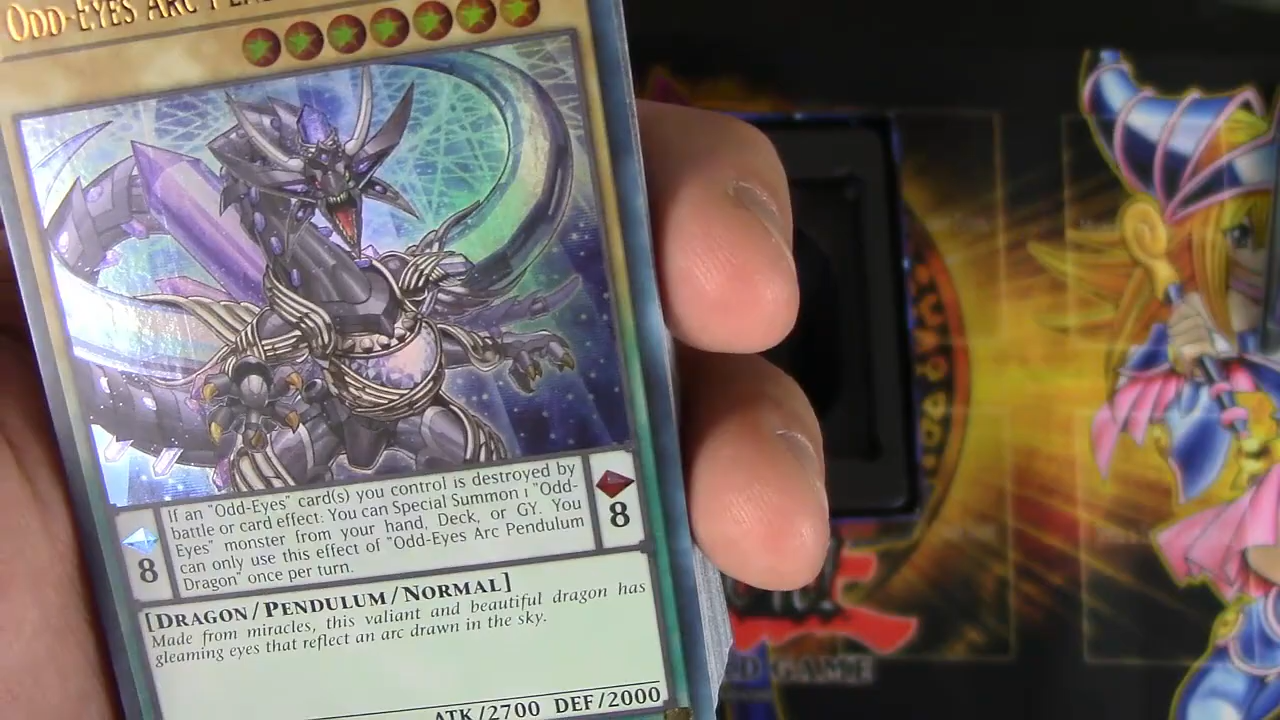 ODD-EYES ARC
If an "Odd-Eyes" card(s) you control is destroyed by
battle or card effect: You can Special Summon 1 "Odd-
Eyes" monster from your hand, Deck, or GY. You
can only use this effect of "Odd-Eyes Arc Pendulum
Dragon" once per turn.
8
8
[DRAGON/PENDULUM/NORMAL]
Made from miracles, this valiant and beautiful dragon has
gleaming eyes that reflect an arc drawn in the sky.
ATK/2700 DEF/2000
GAME